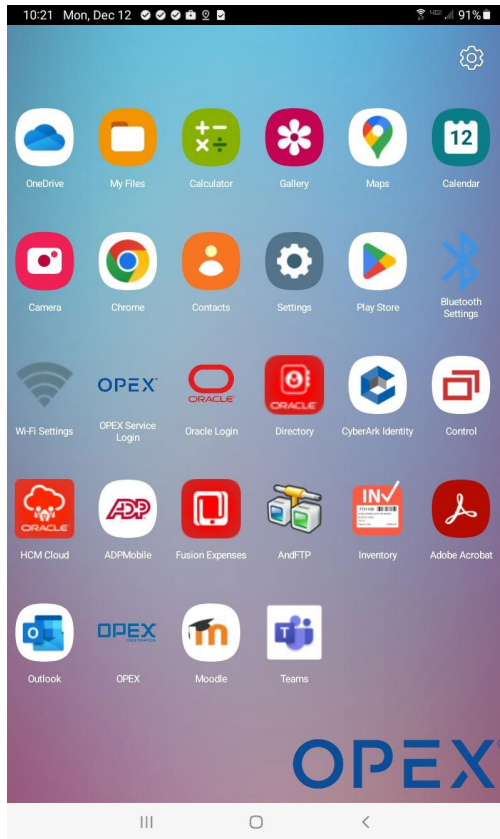 10:21 Mon, Dec 12
91%
12
OneDrive
My Files
Calculator
Gallery
Maps
Calendar
Camera
Chrome
Contacts
Settings
Play Store
Bluetooth
Settings
OPEX
ORACLE
ORACLE
Wi-Fi Settings
OPEX Service
Login
Oracle Login
Directory
CyberArk Identity
Control
ORACLE
ADP
IN✓
HCM Cloud
ADPMobile
Fusion Expenses
AndFTP
Inventory
Adobe Acrobat
OPEX
Outlook
OPEX
Moodle
Teams
OPEX